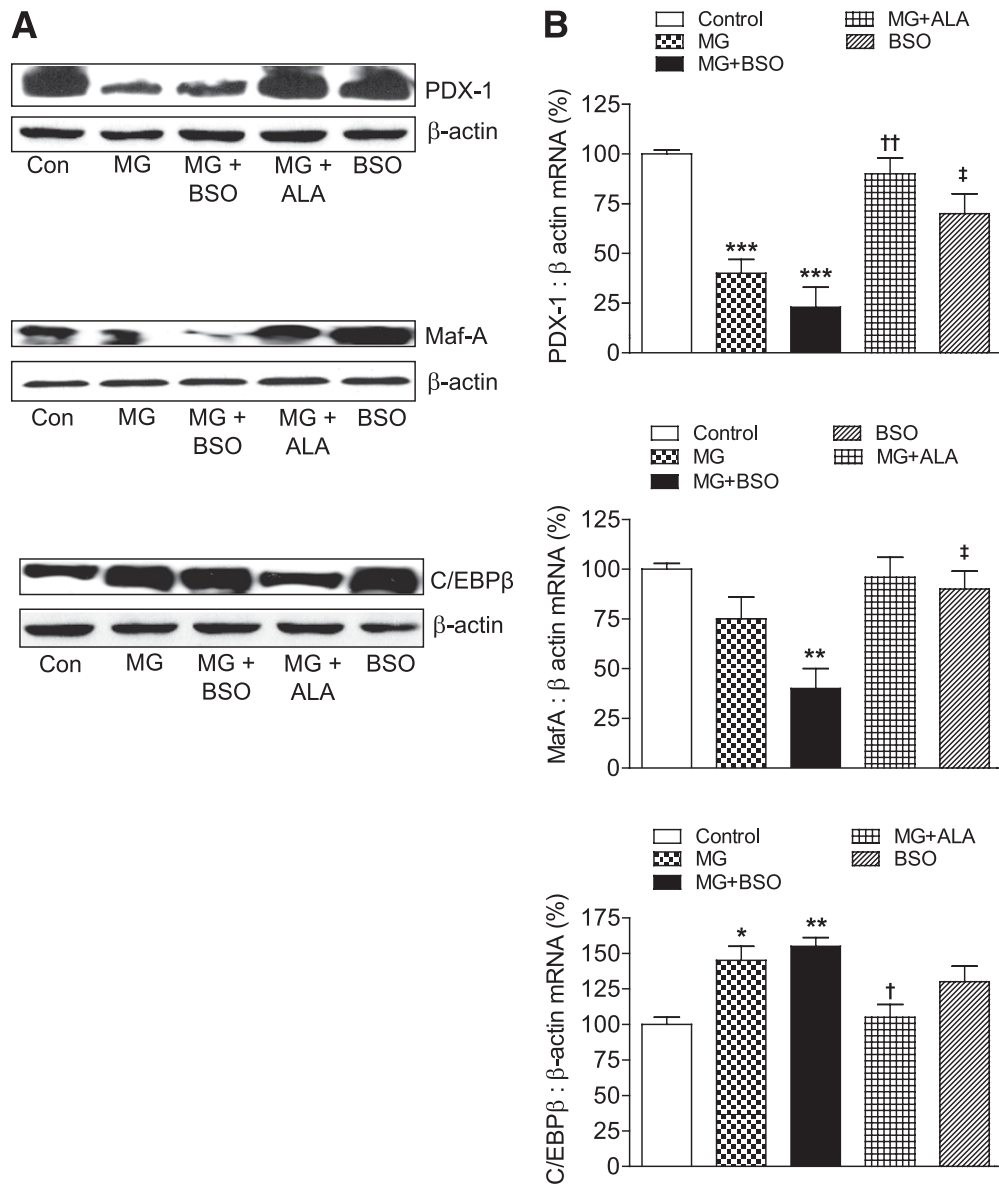 A
PDX-1
β-actin
Con MG MG + MG + BSO
BSO ALA
Maf-A
β-actin
Con MG MG + MG + BSO
BSO ALA
C/EBPβ
β-actin
Con MG MG + MG + BSO
BSO ALA
B
Control MG+ALA
MG BSO
MG+BSO
PDX-1 : β actin mRNA (%)
125
100
75
50
25
0
***
***
††
‡
Control BSO
MG MG+ALA
MG+BSO
MafA : β actin mRNA (%)
125
100
75
50
25
0
**
‡
Control MG+ALA
MG BSO
MG+BSO
C/EBPβ : β-actin mRNA (%)
175
150
125
100
75
50
25
0
*
**
†